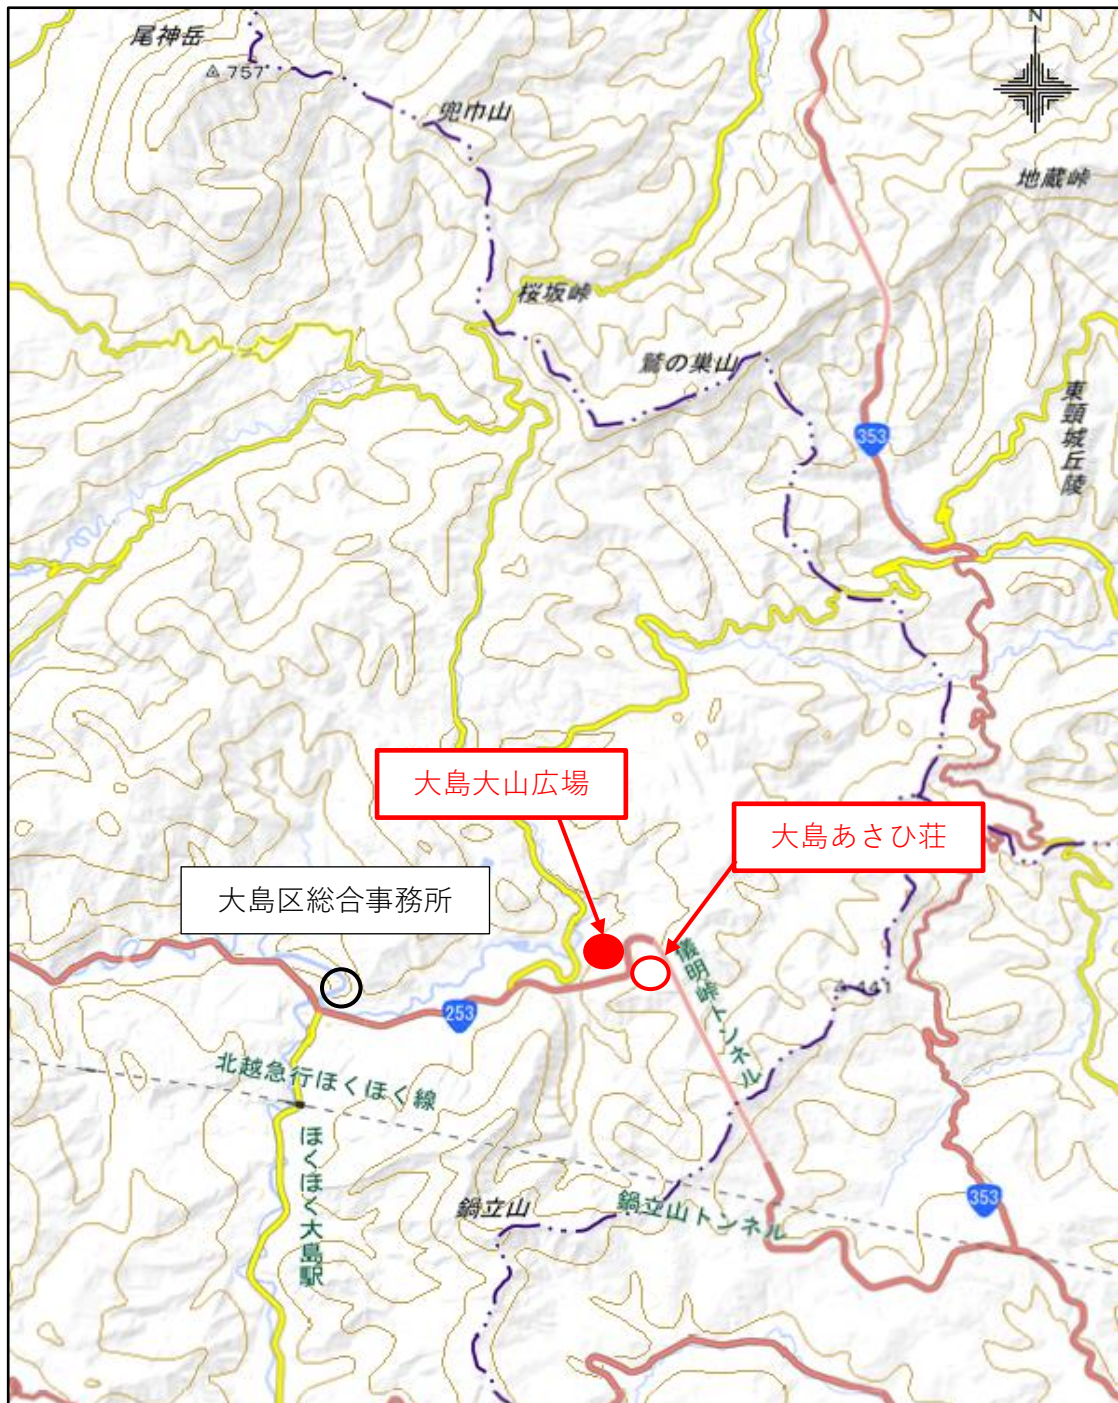 尾神岳
757
兜巾山
N
地蔵峠
桜坂峠
鷲の巣山
東頸城丘陵
353
大島大山広場
大島あさひ荘
大島区総合事務所
儀明峠トンネル
441
253
北越急行ほくほく線
ほくほく大島駅
鍋立山
鍋立山トンネル
353